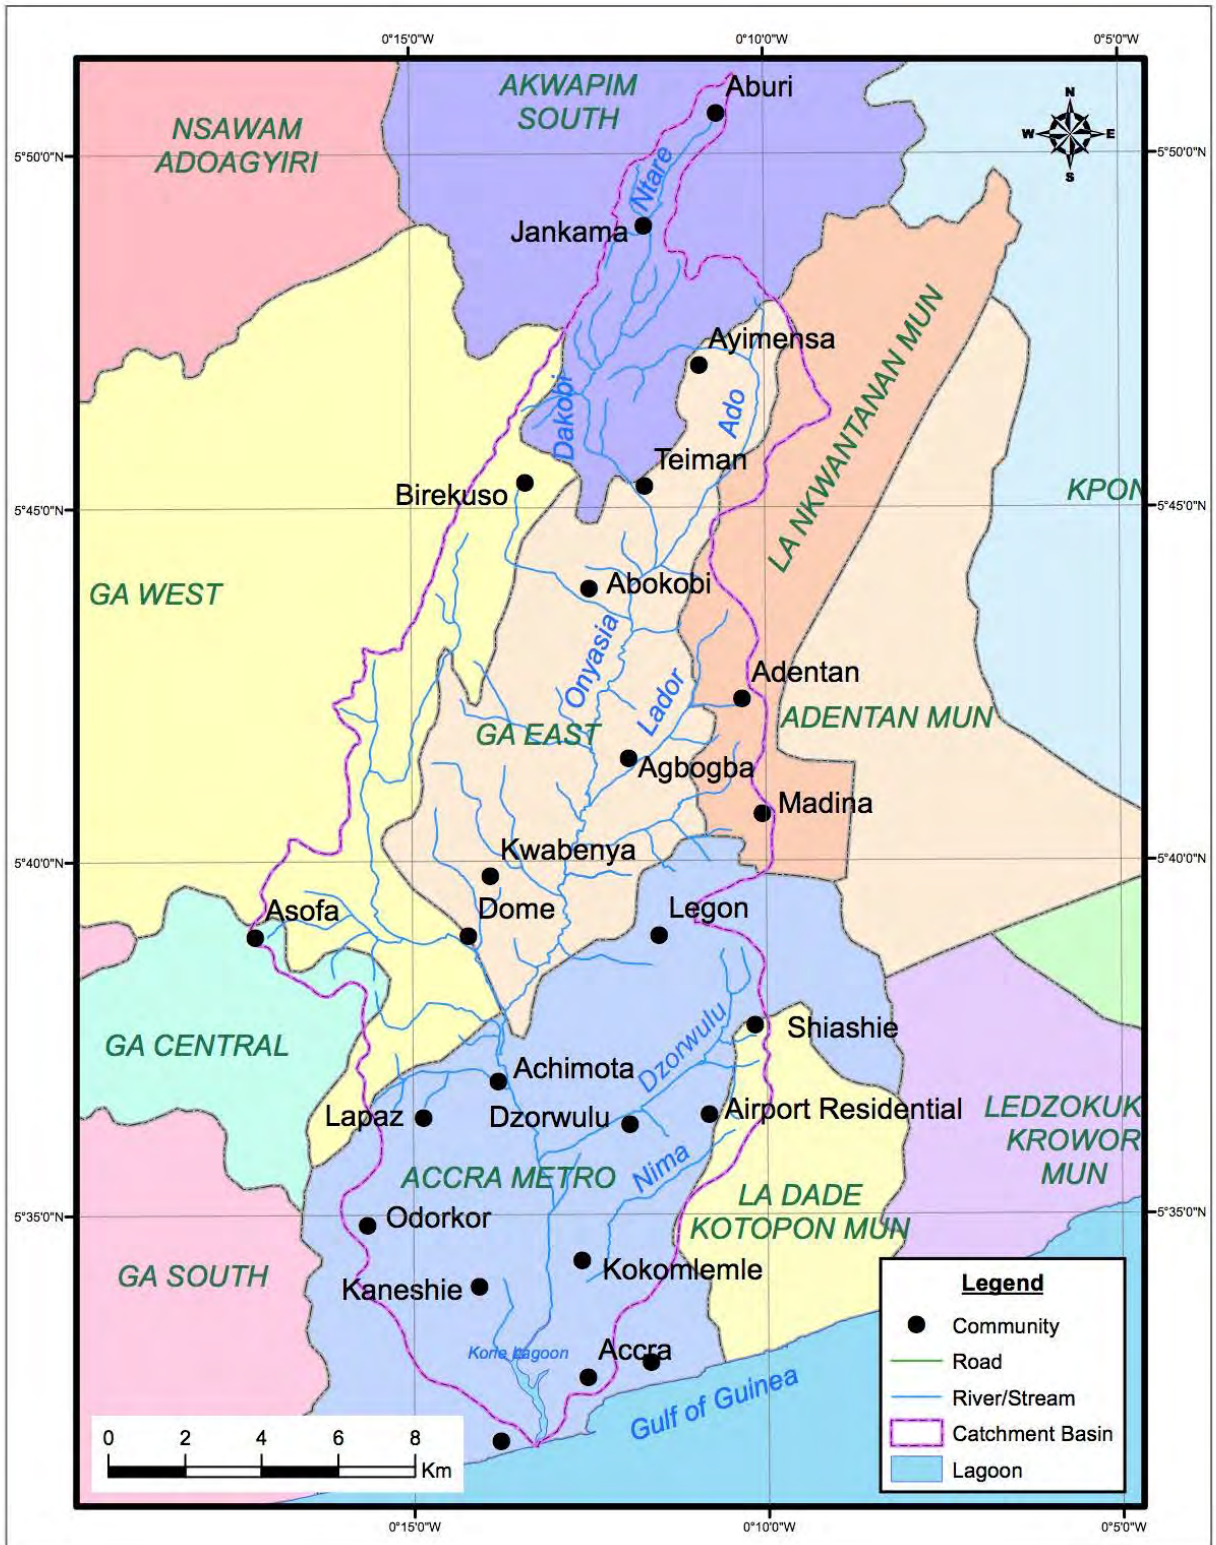 0°15'0"W
0°10'0"W
0°5'0"W
AKWAPIM
SOUTH
Aburi
N
W
E
S
NSAWAM
ADOAGYIRI
5°50'0"N
5°50'0"N
Ntare
Jankama
LA NKWANTANAN MUN
Ayimensa
Dakobi
Ado
Teiman
Birekuso
KPON
5°45'0"N
5°45'0"N
GA WEST
Abokobi
Onyasia
Lador
Adentan
GA EAST
ADENTAN MUN
Agbogba
Madina
Kwabenya
5°40'0"N
5°40'0"N
Asofa
Dome
Legon
GA CENTRAL
Dzorwulu
Shiashie
Achimota
Lapaz
Dzorwulu
Airport Residential
LEDZOKUK
KROWOR
MUN
ACCRA METRO
Nima
LA DADE
KOTOPON MUN
5°35'0"N
5°35'0"N
Odorkor
GA SOUTH
Kaneshie
Kokomlemle
Korle Lagoon
Accra
Gulf of Guinea
Legend
Community
Road
River/Stream
Catchment Basin
Lagoon
0 2 4 6 8
Km
0°15'0"W
0°10'0"W
0°5'0"W